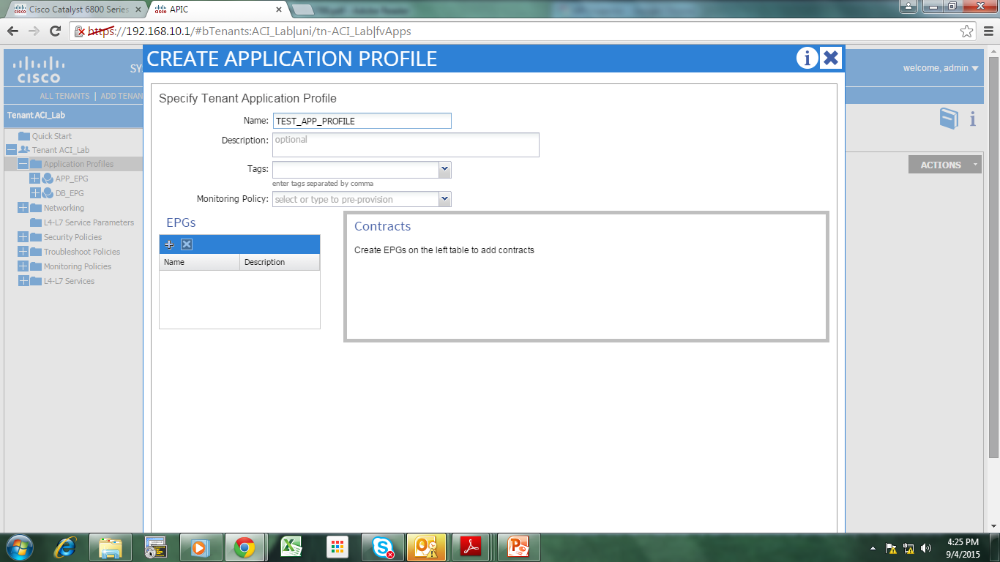 Cisco Catalyst 6800 Series
APIC
https://192.168.10.1/#bTenants:ACI_Lab|uni/tn-ACI_Lab|fvApps
CISCO
SY
welcome, admin
ALL TENANTS | ADD TENAN
CREATE APPLICATION PROFILE
i
Tenant ACI_Lab
i
Quick Start
Tenant ACI_Lab
Application Profiles
APP_EPG
DB_EPG
Networking
L4-L7 Service Parameters
Security Policies
Troubleshoot Policies
Monitoring Policies
L4-L7 Services
ACTIONS
Specify Tenant Application Profile
Name: TEST_APP_PROFILE
Description: optional
Tags:
enter tags separated by comma
Monitoring Policy: select or type to pre-provision
EPGs
Name Description
Contracts
Create EPGs on the left table to add contracts
4:25 PM
9/4/2015